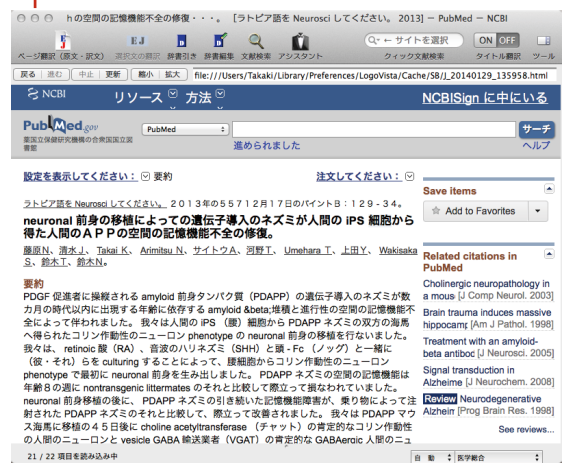 hの空間の記憶機能不全の修復・・・。 [ラトビア語を Neurosci してください。 2013] − PubMed − NCBI
ページ翻訳（原文・訳文） 選択文の翻訳 辞書引き 辞書編集 文献検索 アシスタント
Q- ← サイトを選択 ON OFF
クィック文献検索 タイトル翻訳 ツール
戻る 進む 中止 更新 縮小 拡大 file:///Users/Takaki/Library/Preferences/LogoVista/Cache/SB/J_20140129_135958.html
NCBI リソース 方法 NCBISign に中にいる
PubMed.gov PubMed サーチ
衆国立保健研究機構の合衆国国立図書館
進められました ヘルプ
設定を表示してください： 要約 注文してください：
ラトビア語を Neurosci してください。 2013年の55712月17日のパイントB：129-34。
neuronal 前身の移植によっての遺伝子導入のネズミが人間の iPS 細胞から
得た人間のAPPの空間の記憶機能不全の修復。
藤原N、清水J、 Takai K、 Arimitsu N、サイトウA、河野T、 Umehara T、上田Y、 Wakisaka
S、鈴木T、鈴木N。
要約
PDGF 促進者に操縦される amyloid 前身タンパク質（PDAPP）の遺伝子導入のネズミが数
カ月の時代以内に出現する年齢に依存する amyloid &beta;堆積と進行性の空間の記憶機能不
全によって伴われました。 我々は人間の iPS （腰）細胞から PDAPP ネズミの双方の海馬
へ得られたコリン作動性のニューロン phenotype の neuronal 前身の移植を行ないました。
我々は、 retinoic 酸（RA）、音波のハリネズミ（SHH）と頭 - Fc （ノッグ）と一緒に
（彼・それ）らを culturing することによって、腰細胞からコリン作動性のニューロン
phenotype で最初に neuronal 前身を生み出しました。 PDAPP ネズミの空間の記憶機能は
年齢8の週に nontransgenic littermates のそれと比較して際立って損なわれていました。
neuronal 前身移植の後に、 PDAPP ネズミの引き続いた記憶機能障害が、乗り物によって注
射された PDAPP ネズミのそれと比較して、際立って改善されました。 我々は PDAPP マウ
ス海馬に移植の45日後に choline acetyltransferase （チャット）の肯定的なコリン作動性
の人間のニューロンと vesicle GABA 輸送業者（VGAT）の肯定的な GABAergic 人間のニュ
Save items
Add to Favorites
Related citations in
PubMed
Cholinergic neuropathology in
a mous [J Comp Neurol. 2003]
Brain trauma induces massive
hippocamp [Am J Pathol. 1998]
Treatment with an amyloid-
beta antibod [J Neurosci. 2005]
Signal transduction in
Alzheime [J Neurochem. 2008]
Review Neurodegenerative
Alzheim [Prog Brain Res. 1998]
See reviews...
21 / 22 項目を読み込み中 自 動 医学総合